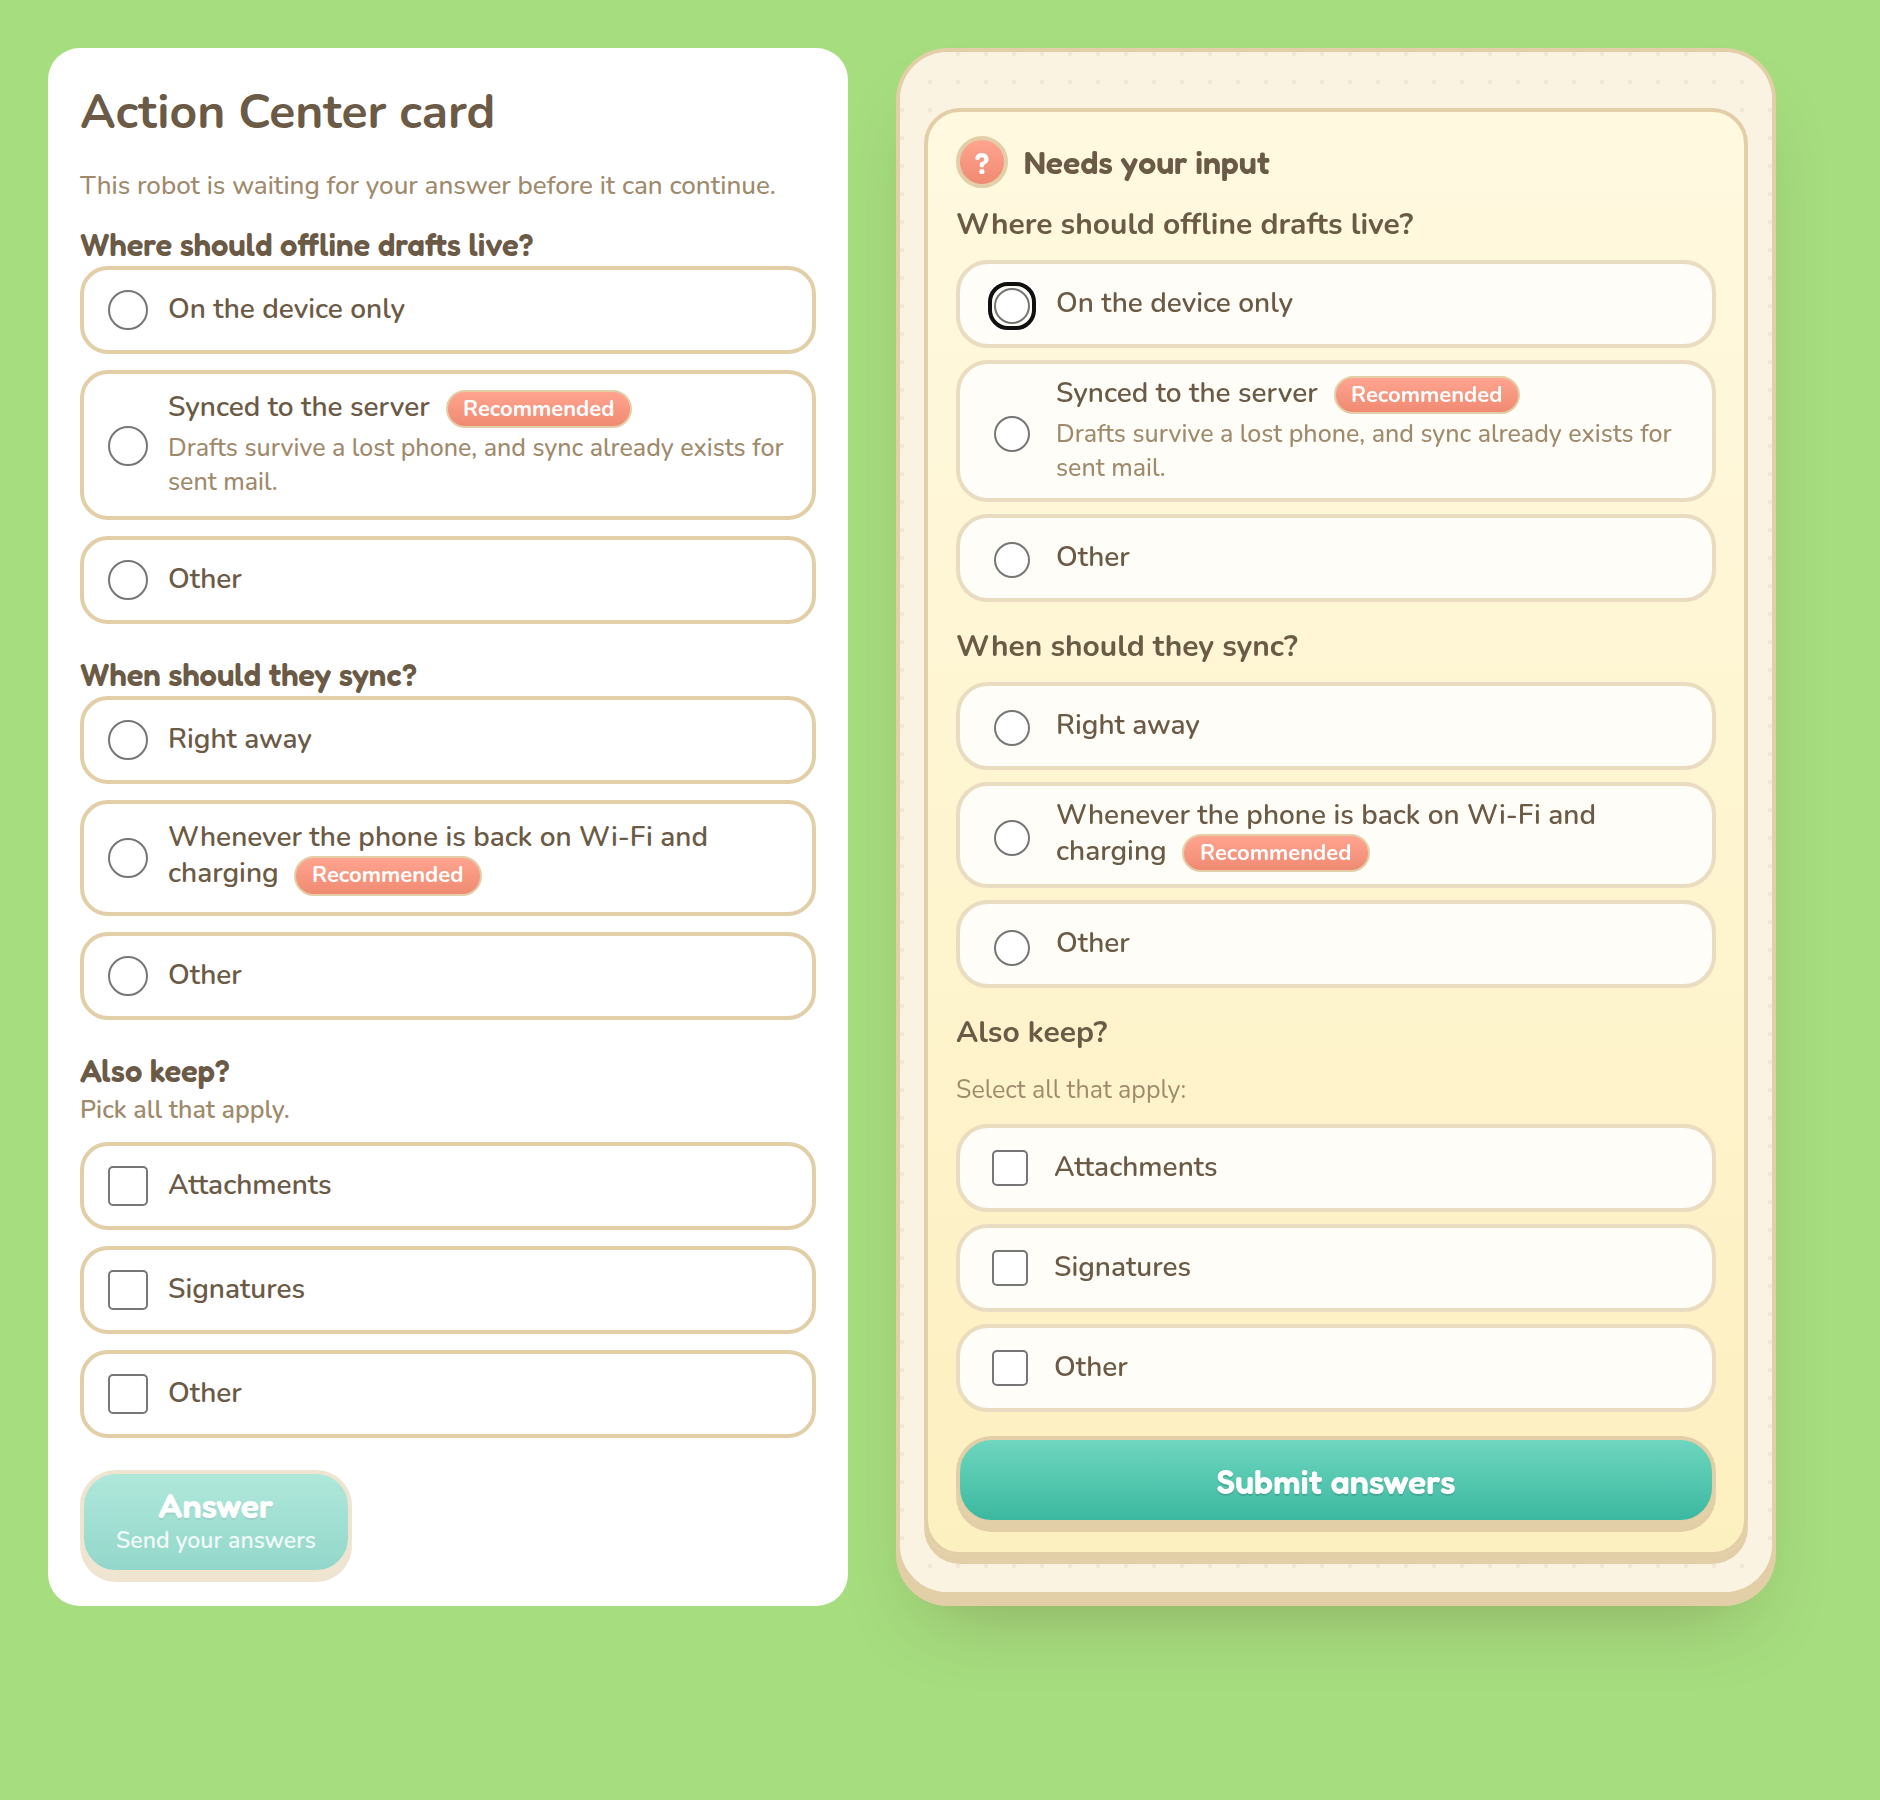 Action Center card
This robot is waiting for your answer before it can continue.
Where should offline drafts live?
On the device only
Synced to the server Recommended
Drafts survive a lost phone, and sync already exists for
sent mail.
Other
When should they sync?
Right away
Whenever the phone is back on Wi-Fi and
charging Recommended
Other
Also keep?
Pick all that apply.
Attachments
Signatures
Other
Answer
Send your answers
? Needs your input
Where should offline drafts live?
On the device only
Synced to the server Recommended
Drafts survive a lost phone, and sync already exists for
sent mail.
Other
When should they sync?
Right away
Whenever the phone is back on Wi-Fi and
charging Recommended
Other
Also keep?
Select all that apply:
Attachments
Signatures
Other
Submit answers